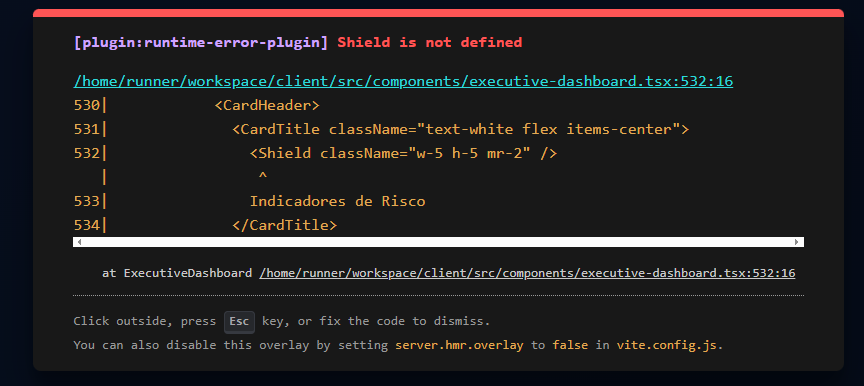 [plugin:runtime-error-plugin] Shield is not defined
/home/runner/workspace/client/src/components/executive-dashboard.tsx:532:16
530|            <CardHeader>
531|              <CardTitle className="text-white flex items-center">
532|                <Shield className="w-5 h-5 mr-2" />
   |                 ^
533|                Indicadores de Risco
534|              </CardTitle>
at ExecutiveDashboard /home/runner/workspace/client/src/components/executive-dashboard.tsx:532:16
Click outside, press Esc key, or fix the code to dismiss.
You can also disable this overlay by setting server.hmr.overlay to false in vite.config.js.